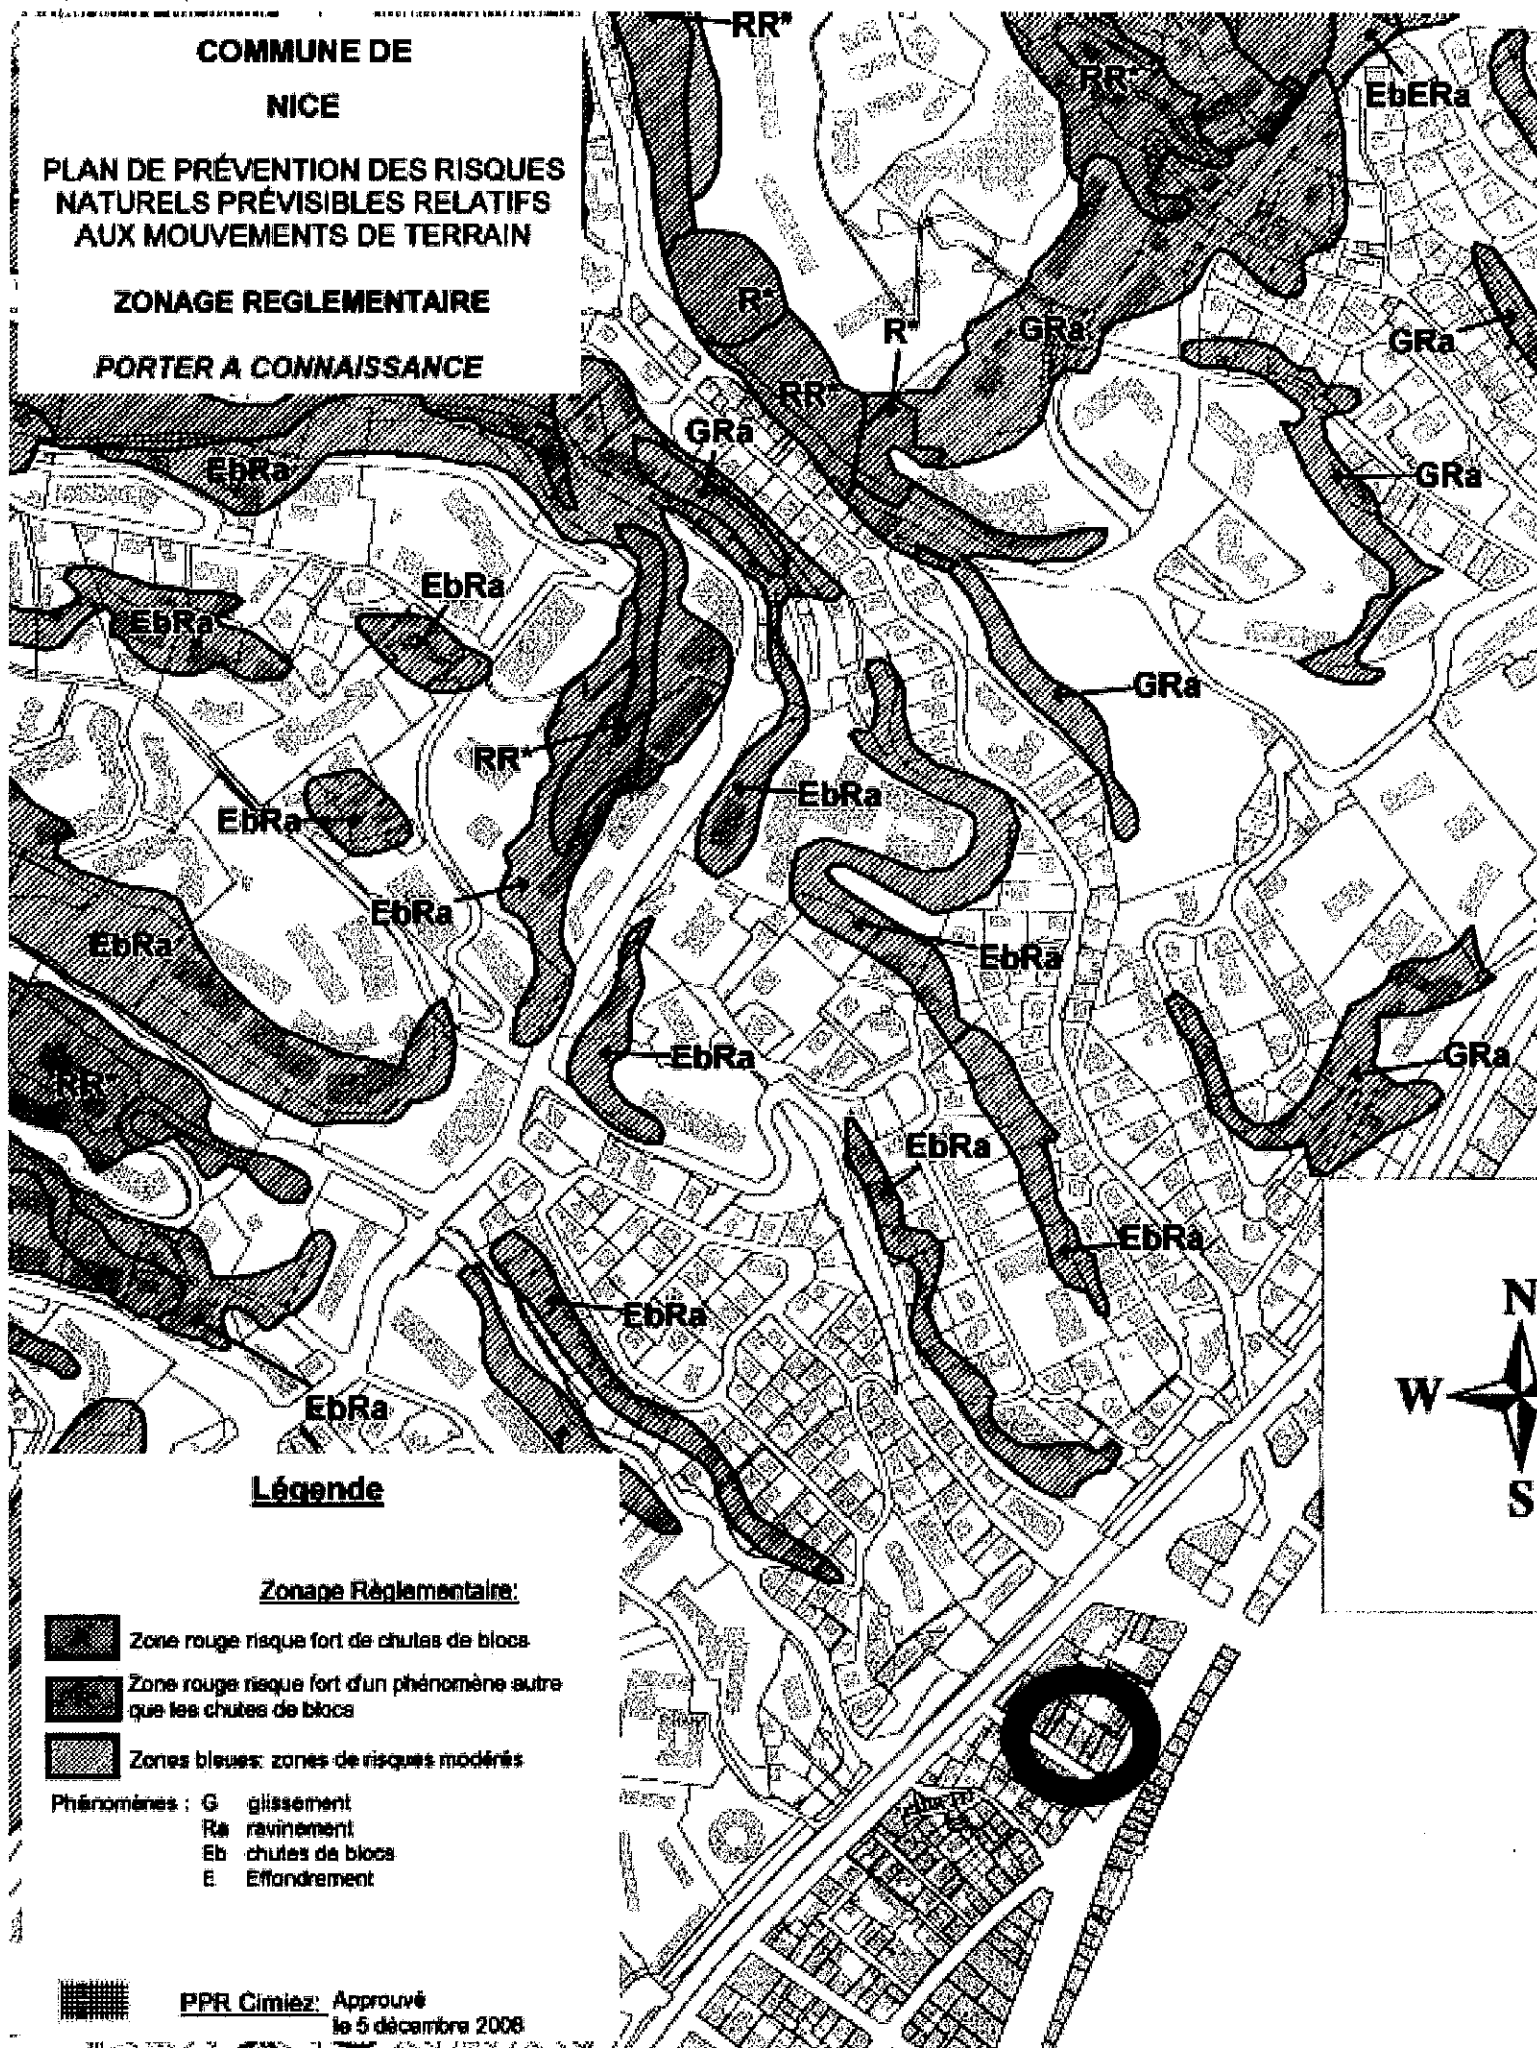 COMMUNE DE
NICE
PLAN DE PRÉVENTION DES RISQUES
NATURELS PRÉVISIBLES RELATIFS
AUX MOUVEMENTS DE TERRAIN
ZONAGE REGLEMENTAIRE
PORTER A CONNAISSANCE
RR*
RR*
EbERa
R*
R*
GRa
GRa
RR*
GRa
EbRa
GRa
EbRa
EbRa
GRa
RR*
EbRa
EbRa
EbRa
EbRa
EbRa
EbRa
GRa
RR*
EbRa
EbRa
EbRa
EbRa
N
W
S
Légende
Zonage Règlementaire:
Zone rouge risque fort de chutes de blocs
Zone rouge risque fort d'un phénomène autre
que les chutes de blocs
Zones bleues: zones de risques modérés
Phénomènes : G glissement
Ra ravinement
Eb chutes de blocs
E Effondrement
PPR Cimiez: Approuvé
le 5 décembre 2008